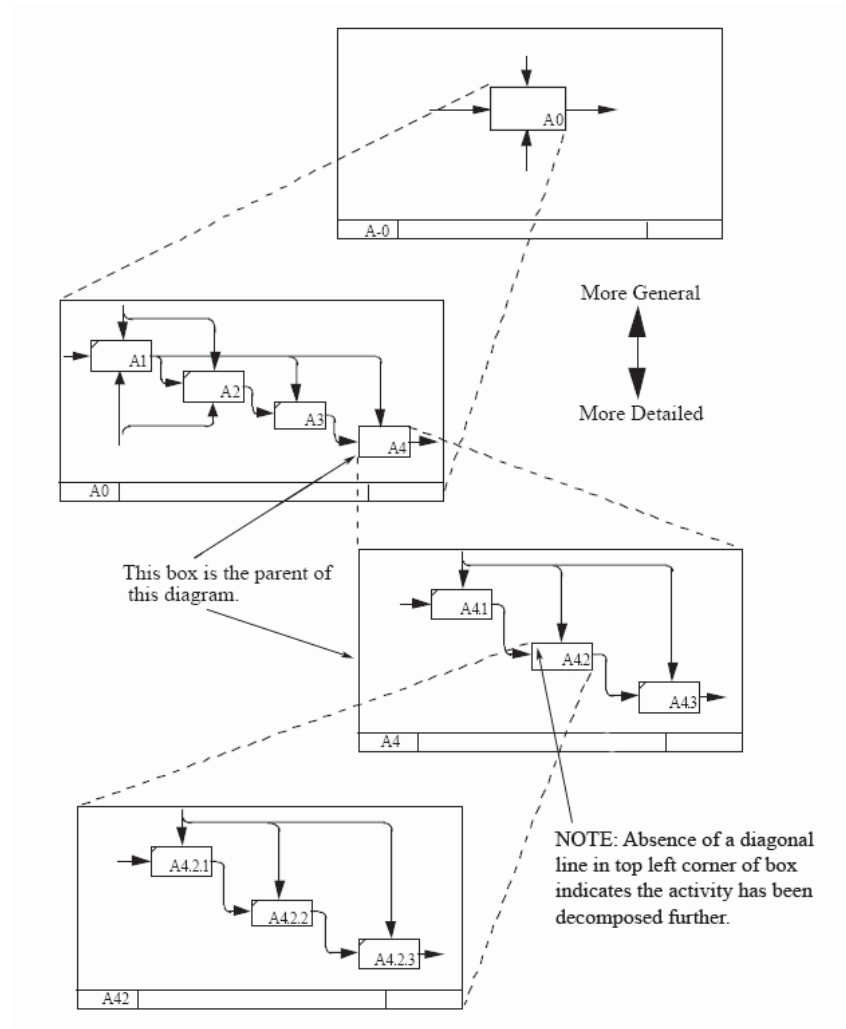 A0
A-0
More General
More Detailed
A1
A2
A3
A4
A0
This box is the parent of
this diagram.
A4.1
A4.2
A4.3
A4
NOTE: Absence of a diagonal
line in top left corner of box
indicates the activity has been
decomposed further.
A4.2.1
A4.2.2
A4.2.3
A42